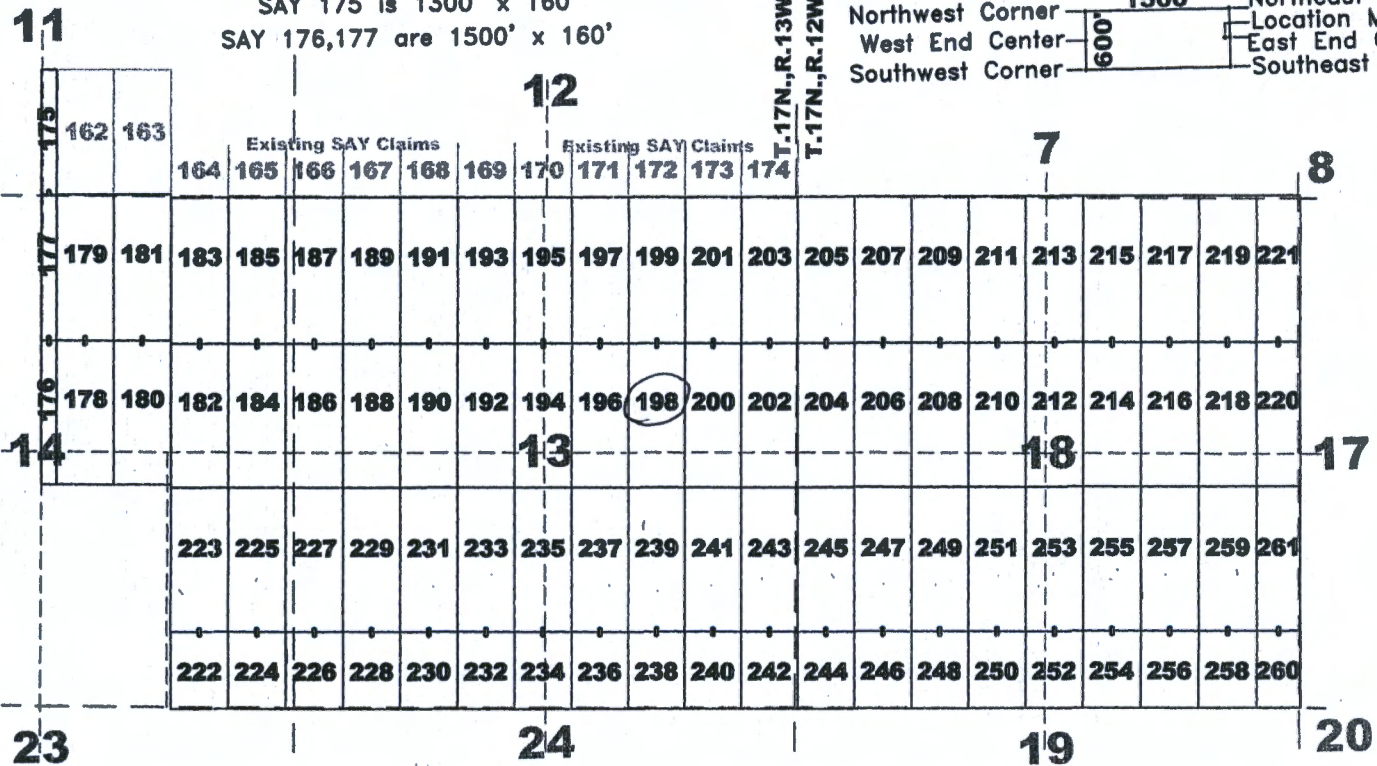 SAY 175 is 1300' x 160'
SAY 176,177 are 1500' x 160'
T.17N.,R.13W
T.17N.,R.12W
Northwest Corner
West End Center
Southwest Corner
600'
1500'
Location
East End
Southeast
11
12
7
8
175 162 163
Existing SAY Claims Existing SAY Claims
164 165 166 167 168 169 170 171 172 173 174
177 179 181 183 185 187 189 191 193 195 197 199 201 203 205 207 209 211 213 215 217 219 221
176 178 180 182 184 186 188 190 192 194 196 198 200 202 204 206 208 210 212 214 216 218 220
14 13 18 17
223 225 227 229 231 233 235 237 239 241 243 245 247 249 251 253 255 257 259 261
222 224 226 228 230 232 234 236 238 240 242 244 246 248 250 252 254 256 258 260
23 24 19 20